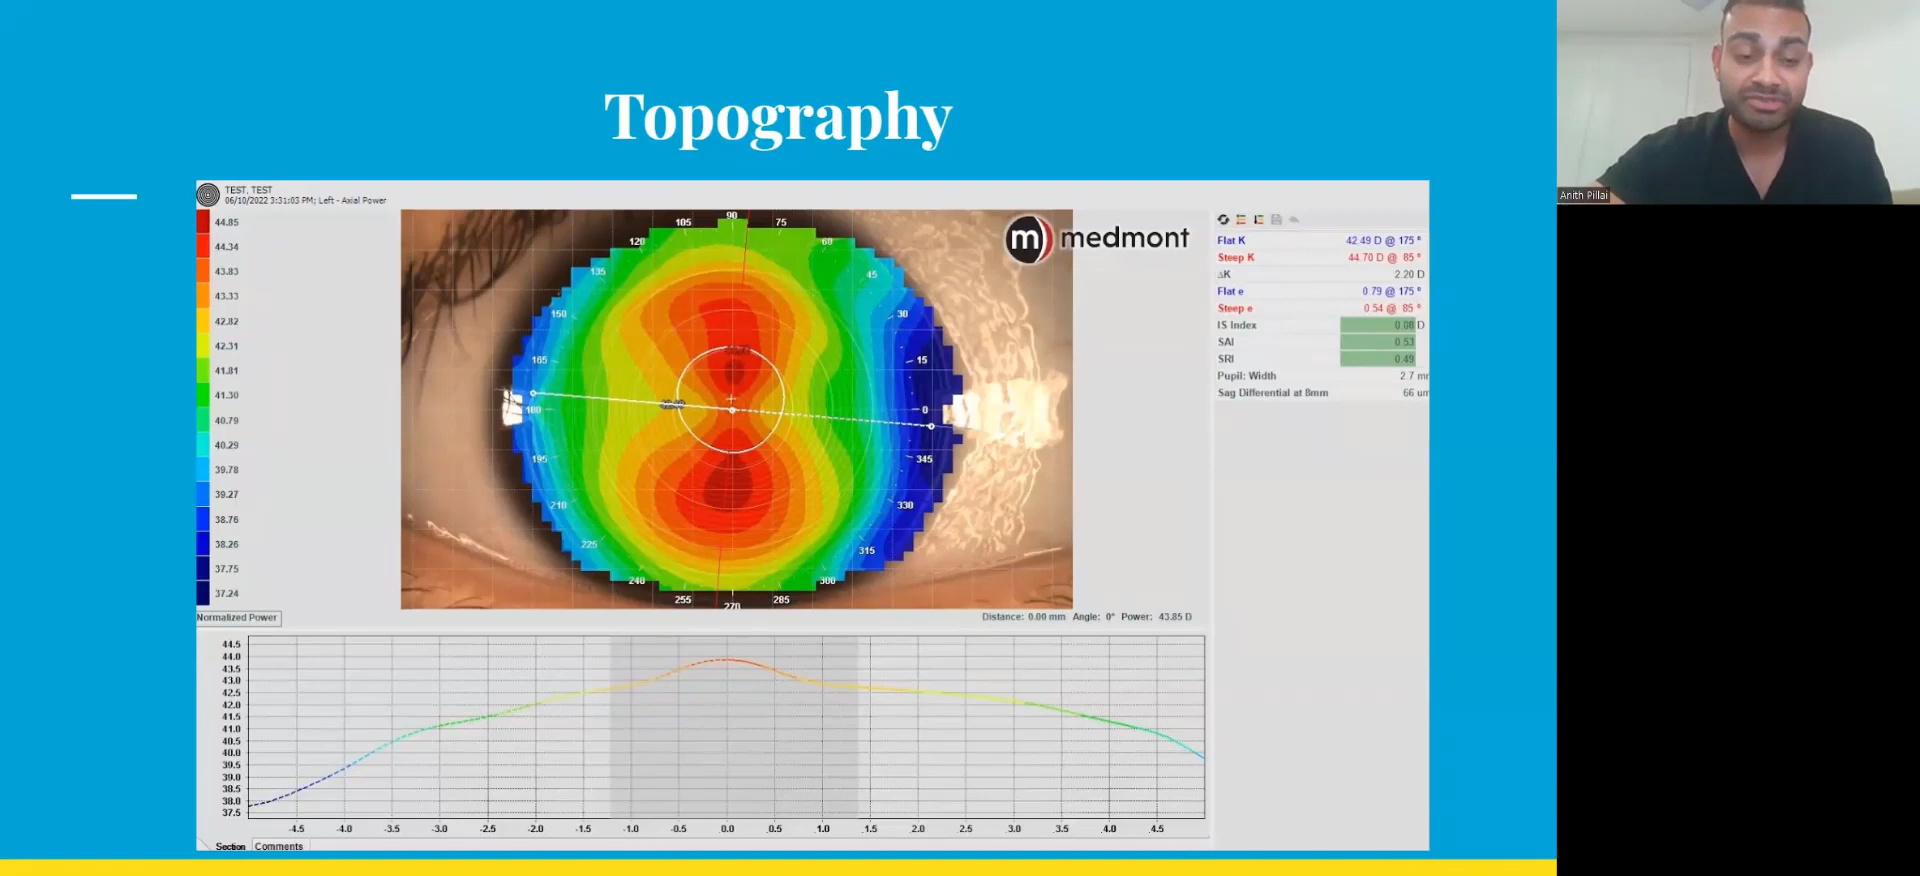 Topography
TEST, TEST
06/10/2022 3:31:03 PM; Left - Axial Power
44.85
44.34
43.83
43.33
42.82
42.31
41.81
41.30
40.79
40.29
39.78
39.27
38.76
38.26
37.75
37.24
Normalized Power
90
105
75
120
60
135
45
150
30
165
15
180
0
195
345
210
330
225
315
240
300
255
270
285
m medmont
Flat K 42.49 D @ 175 °
Steep K 44.70 D @ 85 °
ΔK 2.20 D
Flat e 0.79 @ 175 °
Steep e 0.54 @ 85 °
IS Index 0.08 D
SAI 0.53
SRI 0.49
Pupil: Width 2.7 mm
Sag Differential at 8mm 66 um
Distance: 0.00 mm Angle: 0° Power: 43.85 D
44.5
44.0
43.5
43.0
42.5
42.0
41.5
41.0
40.5
40.0
39.5
39.0
38.5
38.0
37.5
-4.5 -4.0 -3.5 -3.0 -2.5 -2.0 -1.5 -1.0 -0.5 0.0 0.5 1.0 1.5 2.0 2.5 3.0 3.5 4.0 4.5
Section Comments
Anith Pillai